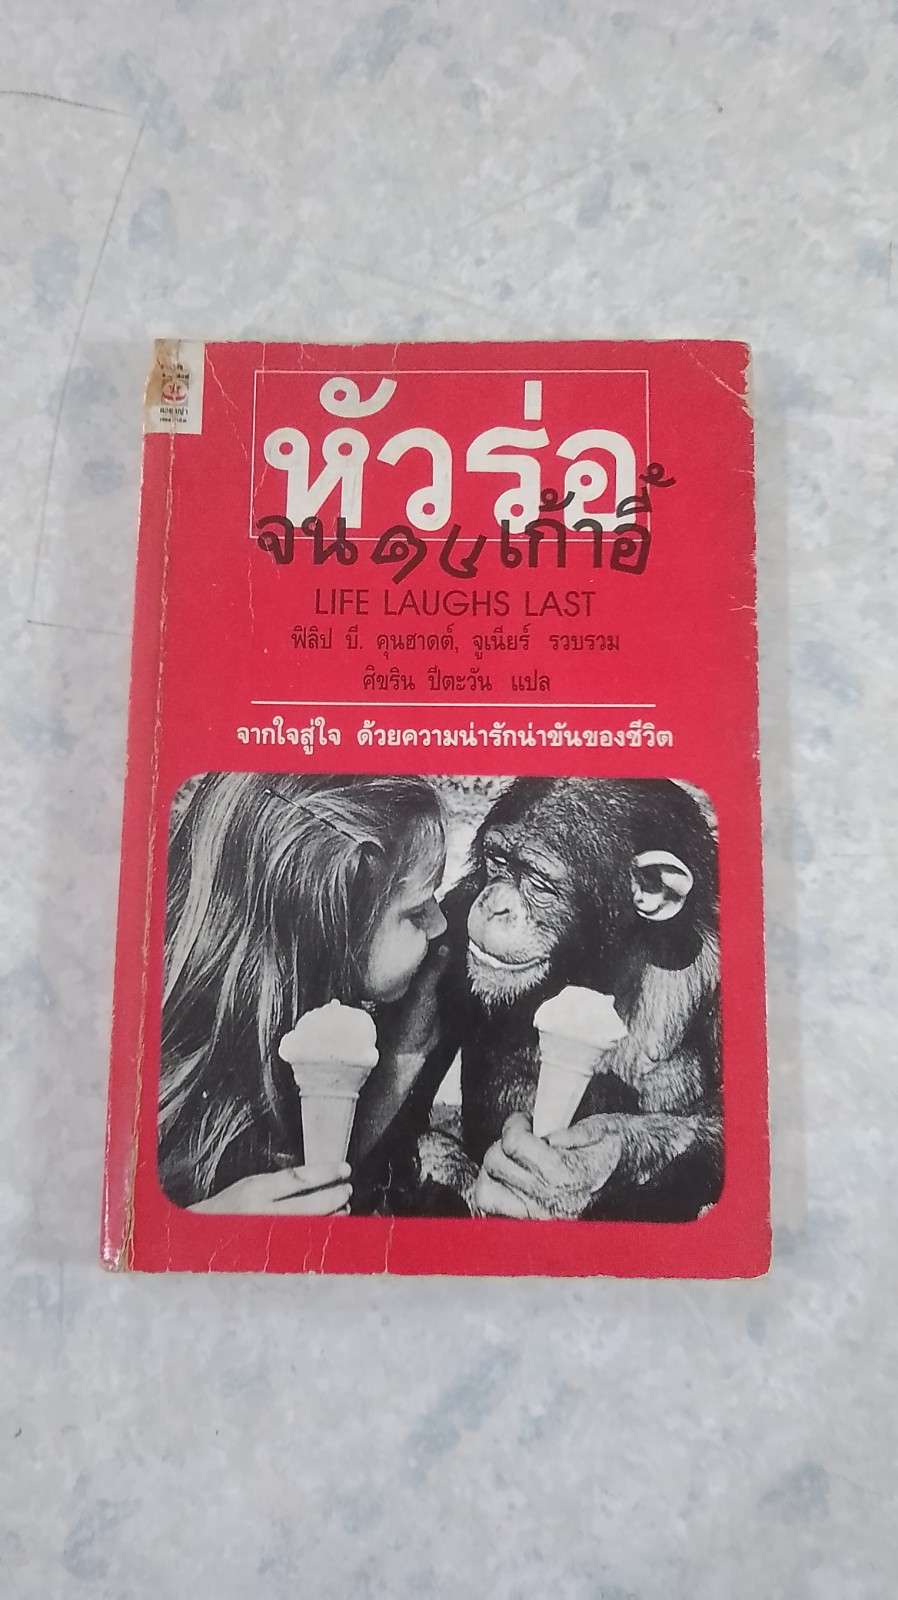 หัวร่อ
จนตกเก้าอี้
LIFE LAUGHS LAST
ฟิลิป บี. คุนฮาดต์, จูเนียร์ รวบรวม
ศิขริน ปีตะวัน แปล
จากใจสู่ใจ ด้วยความน่ารักน่าขันของชีวิต